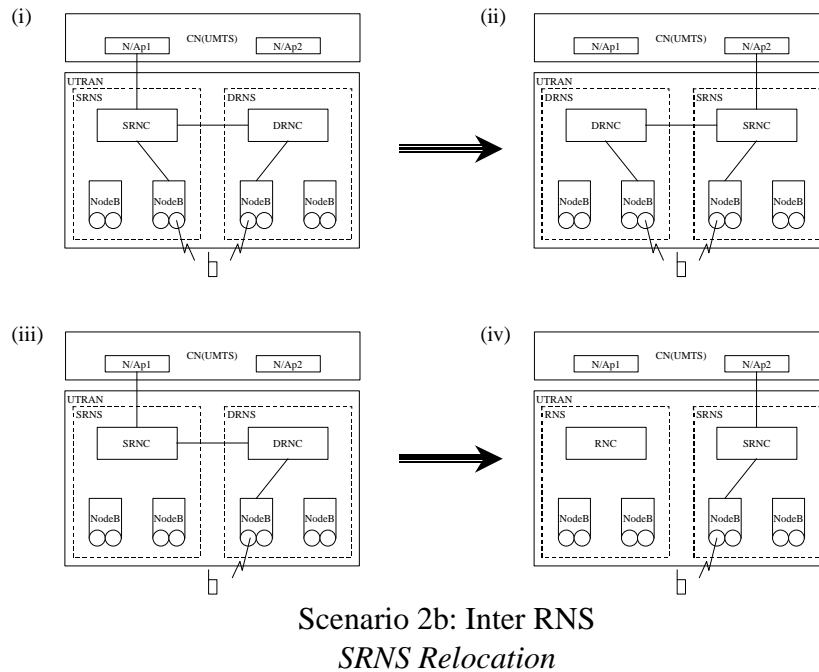 (i)
(ii)
N/Ap1 CN(UMTS) N/Ap2
N/Ap1 CN(UMTS) N/Ap2
UTRAN
SRNS DRNS
SRNC DRNC
NodeB NodeB NodeB NodeB
UTRAN
DRNS SRNS
DRNC SRNC
NodeB NodeB NodeB NodeB
(iii)
(iv)
N/Ap1 CN(UMTS) N/Ap2
N/Ap1 CN(UMTS) N/Ap2
UTRAN
SRNS DRNS
SRNC DRNC
NodeB NodeB NodeB NodeB
UTRAN
RNS SRNS
RNC SRNC
NodeB NodeB NodeB NodeB
Scenario 2b: Inter RNS
SRNS Relocation